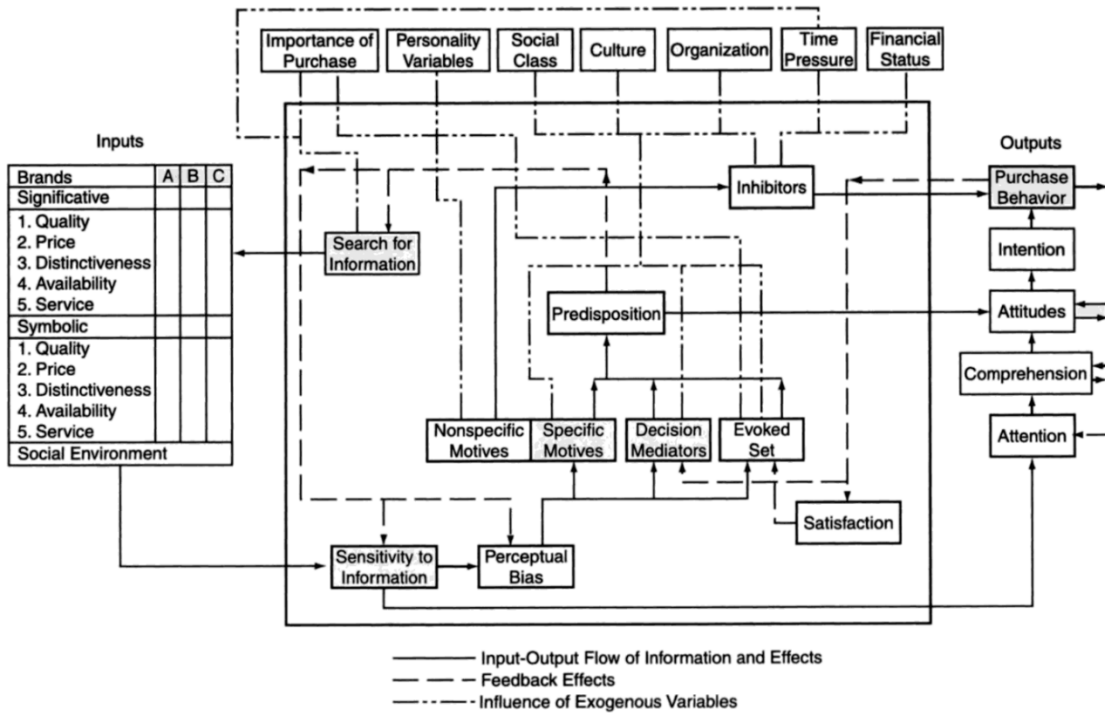 Importance of
Purchase
Personality
Variables
Social
Class
Culture
Organization
Time
Pressure
Financial
Status
Inputs
Outputs
Brands A B C
Significative
1. Quality
2. Price
3. Distinctiveness
4. Availability
5. Service
Symbolic
1. Quality
2. Price
3. Distinctiveness
4. Availability
5. Service
Social Environment
Search for
Information
Inhibitors
Predisposition
Nonspecific
Motives
Specific
Motives
Decision
Mediators
Evoked
Set
Satisfaction
Sensitivity to
Information
Perceptual
Bias
Purchase
Behavior
Intention
Attitudes
Comprehension
Attention
Input-Output Flow of Information and Effects
Feedback Effects
Influence of Exogenous Variables